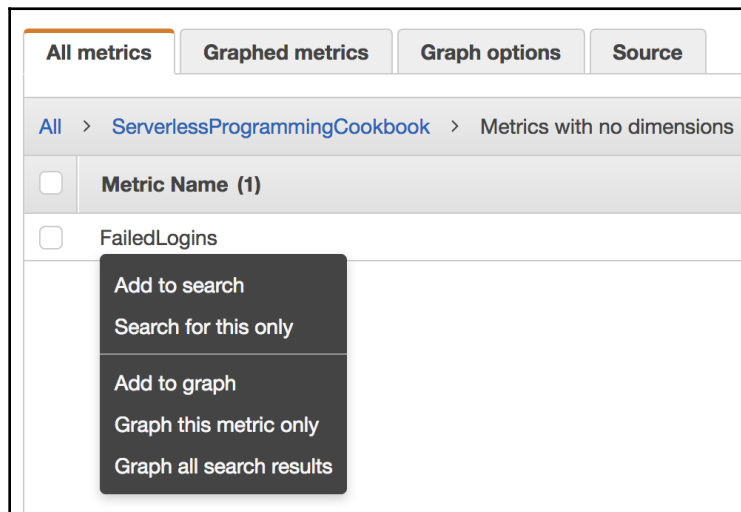 All metrics Graphed metrics Graph options Source
All > ServerlessProgrammingCookbook > Metrics with no dimensions
Metric Name (1)
FailedLogins
Add to search
Search for this only
Add to graph
Graph this metric only
Graph all search results